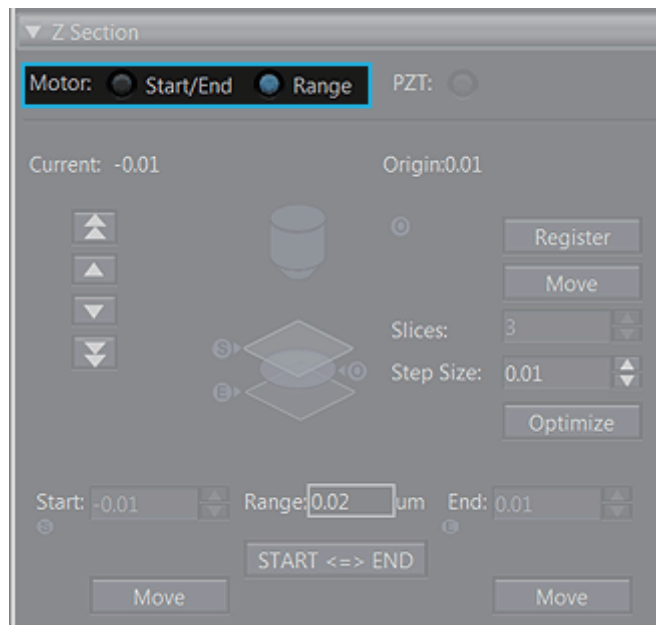 Z Section
Motor: Start/End Range PZT:
Current: -0.01 Origin:0.01
O
Register
Move
Slices: 3
S O
Step Size: 0.01
E
Optimize
Start: -0.01 Range: 0.02 um End: 0.01
S E
START <=> END
Move Move